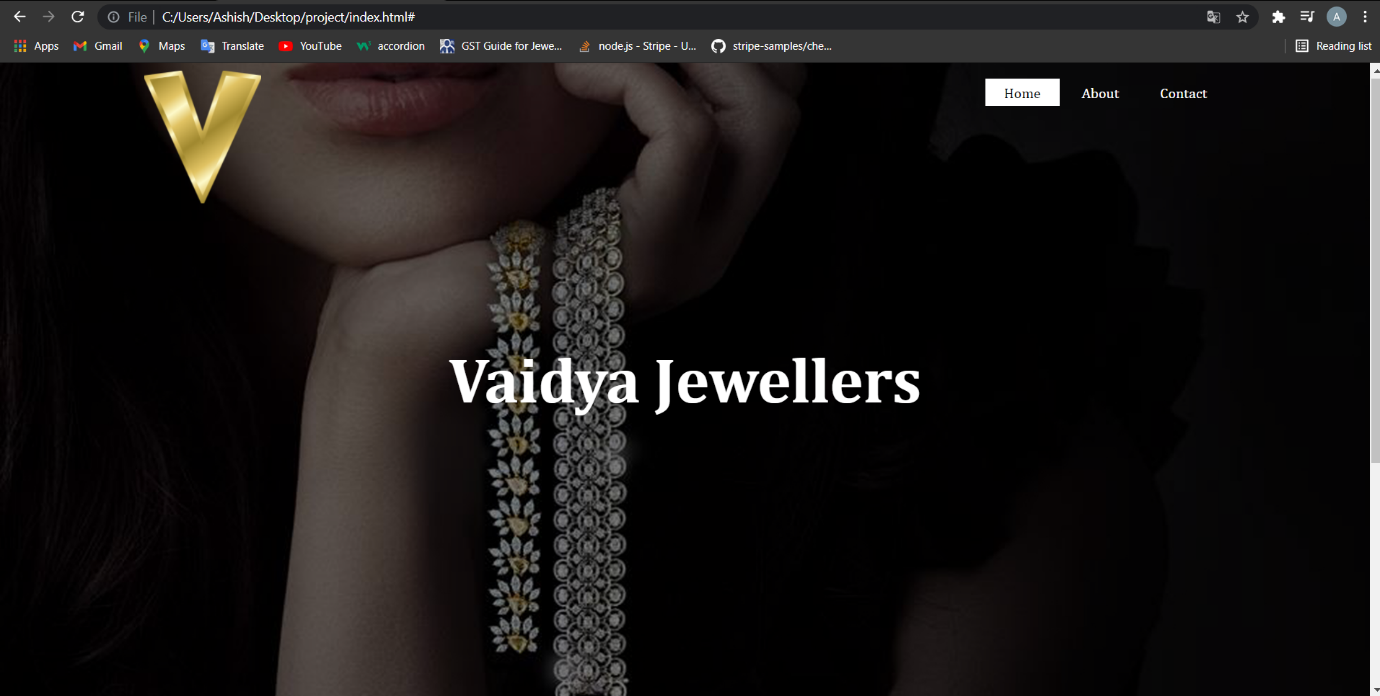 File | C:/Users/Ashish/Desktop/project/index.html#
A
Apps Gmail Maps Translate YouTube accordion GST Guide for Jewe... node.js - Stripe - U... stripe-samples/che... Reading list
V
Home About Contact
Vaidya Jewellers